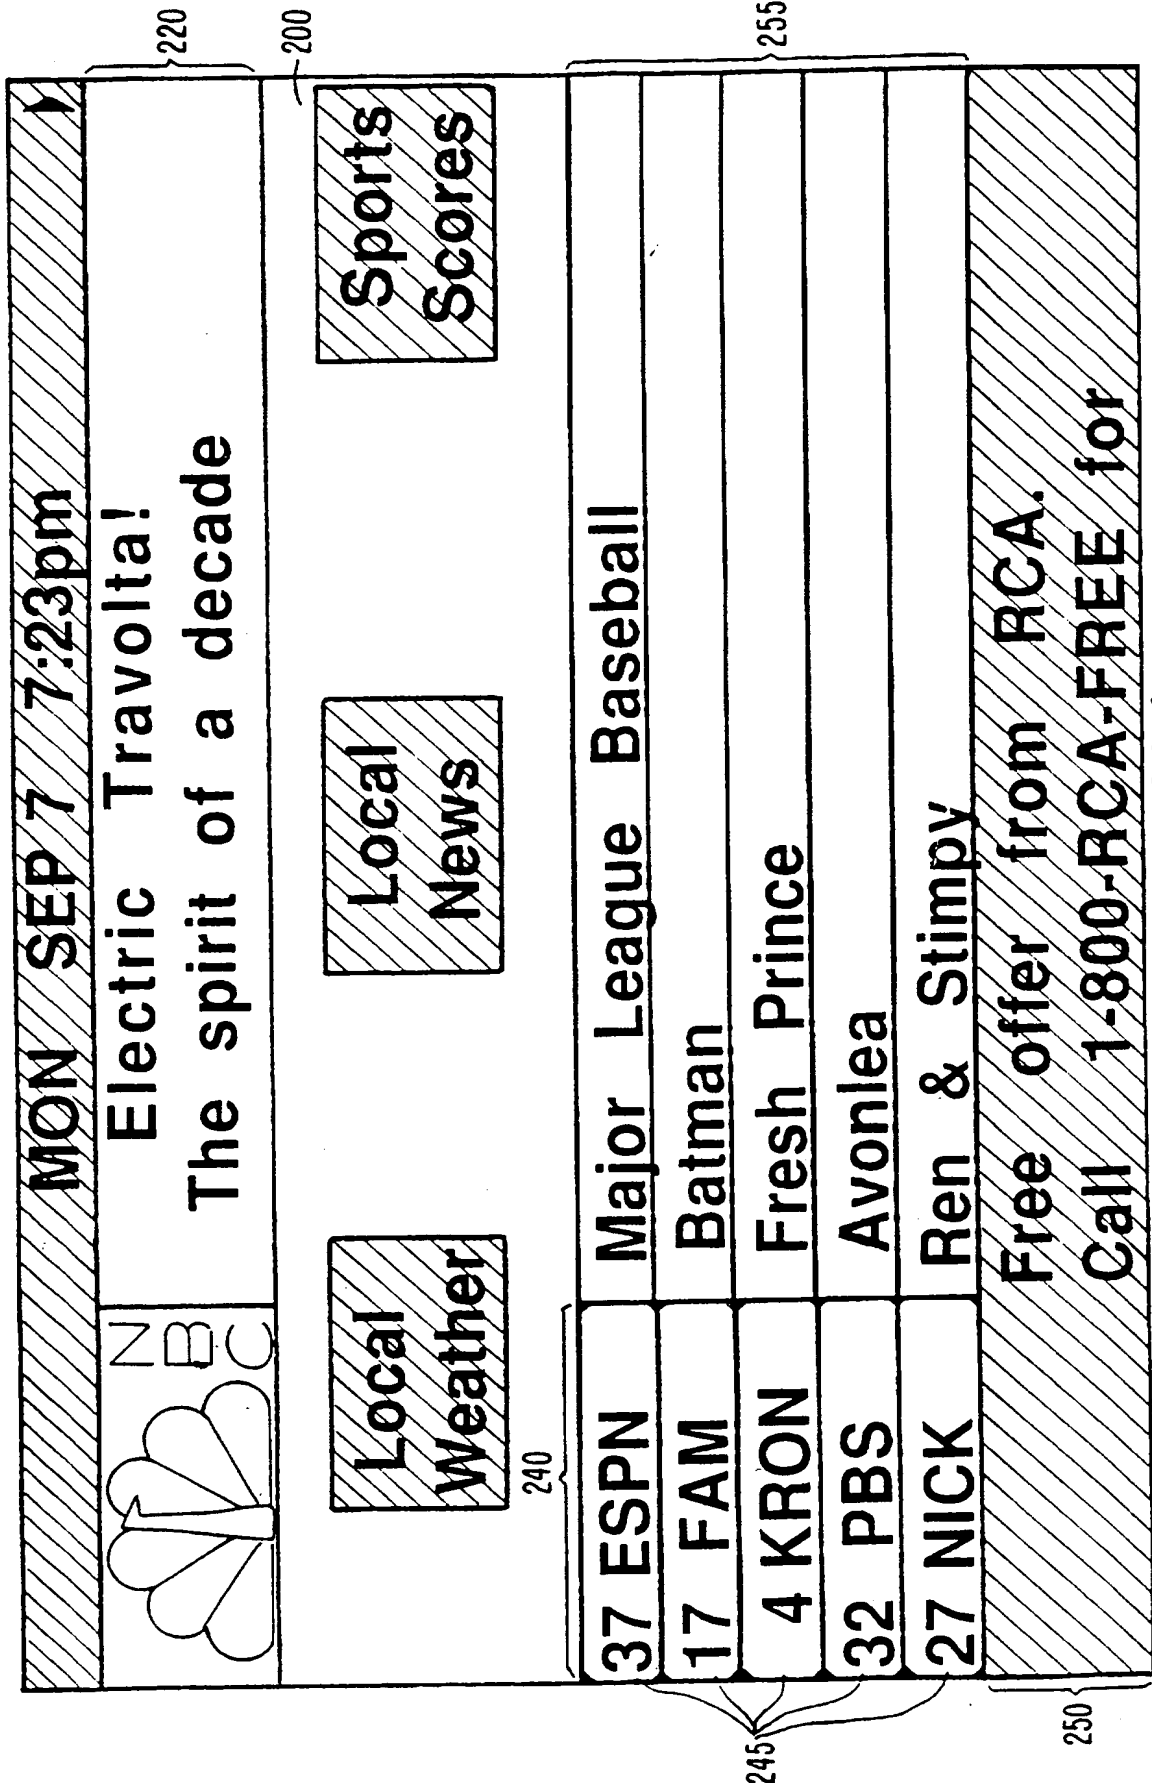 MON SEP 7 7:23pm
220
N
B
C
Electric Travolta!
The spirit of a decade
200
Local
Weather
Local
News
Sports
Scores
240
255
37 ESPN Major League Baseball
17 FAM Batman
4 KRON Fresh Prince
32 PBS Avonlea
27 NICK Ren & Stimpy
245
250
Free offer from RCA.
Call 1-800-RCA-FREE for